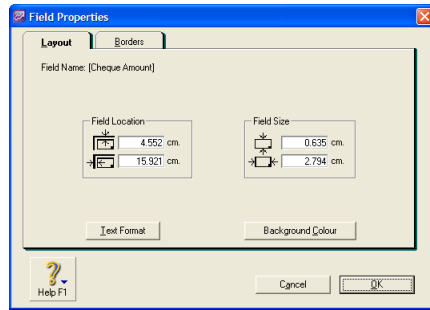 Field Properties
Layout Borders
Field Name: [Cheque Amount]
Field Location Field Size
4.552 cm. 0.635 cm.
15.921 cm. 2.794 cm.
Text Format Background Colour
Help F1 Cancel OK